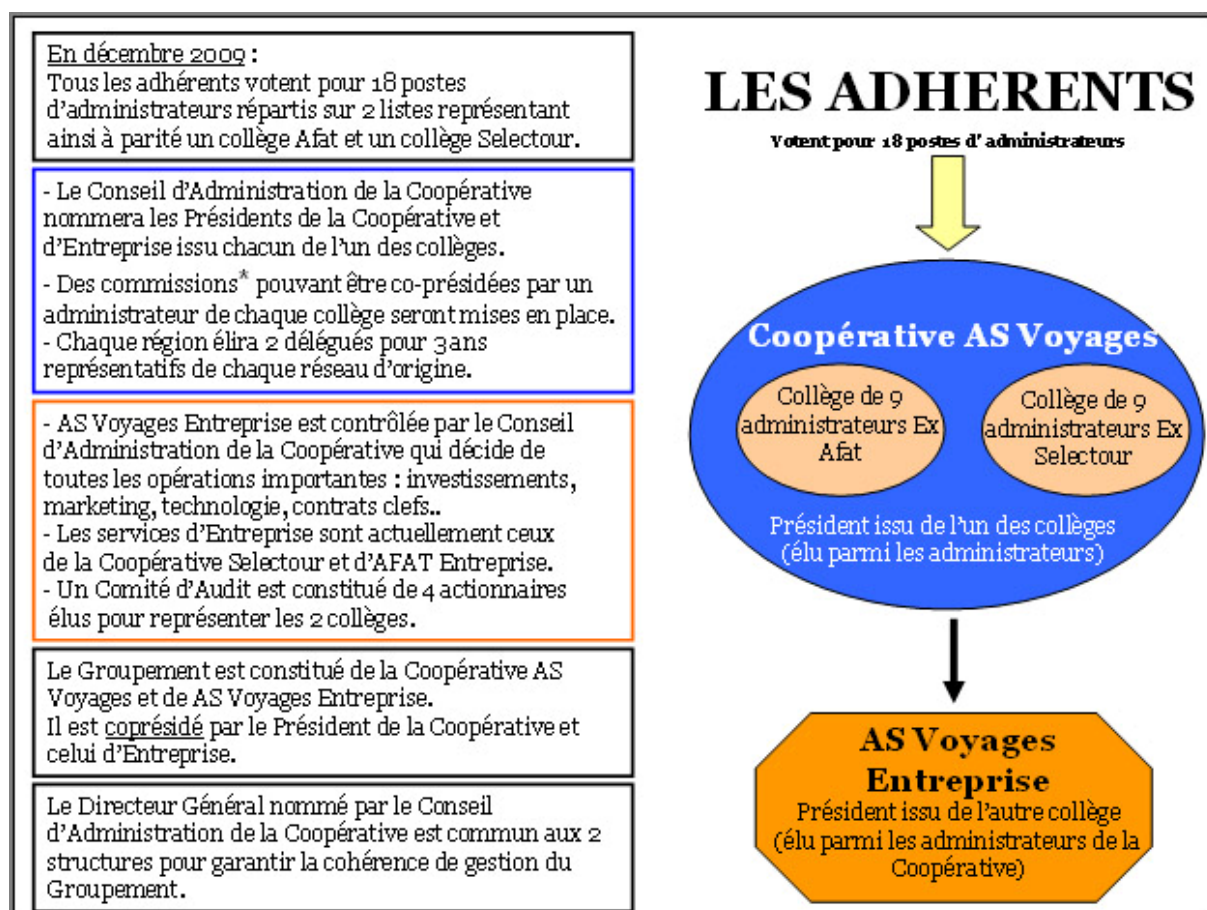 En décembre 2009 :
Tous les adhérents votent pour 18 postes
d'administrateurs répartis sur 2 listes représentant
ainsi à parité un collège Afat et un collège Selectour.
- Le Conseil d'Administration de la Coopérative
nommera les Présidents de la Coopérative et
d'Entreprise issu chacun de l'un des collèges.
- Des commissions* pouvant être co-présidées par un
administrateur de chaque collège seront mises en place.
- Chaque région élira 2 délégués pour 3 ans
représentatifs de chaque réseau d'origine.
- AS Voyages Entreprise est contrôlée par le Conseil
d'Administration de la Coopérative qui décide de
toutes les opérations importantes : investissements,
marketing, technologie, contrats clefs..
- Les services d'Entreprise sont actuellement ceux
de la Coopérative Selectour et d'AFAT Entreprise.
- Un Comité d'Audit est constitué de 4 actionnaires
élus pour représenter les 2 collèges.
Le Groupement est constitué de la Coopérative AS
Voyages et de AS Voyages Entreprise.
Il est coprésidé par le Président de la Coopérative et
celui d'Entreprise.
Le Directeur Général nommé par le Conseil
d'Administration de la Coopérative est commun aux 2
structures pour garantir la cohérence de gestion du
Groupement.
LES ADHERENTS
Votent pour 18 postes d' administrateurs
Coopérative AS Voyages
Collège de 9
administrateurs Ex
Afat
Collège de 9
administrateurs Ex
Selectour
Président issu de l'un des collèges
(élu parmi les administrateurs)
AS Voyages
Entreprise
Président issu de l'autre collège
(élu parmi les administrateurs de la
Coopérative)